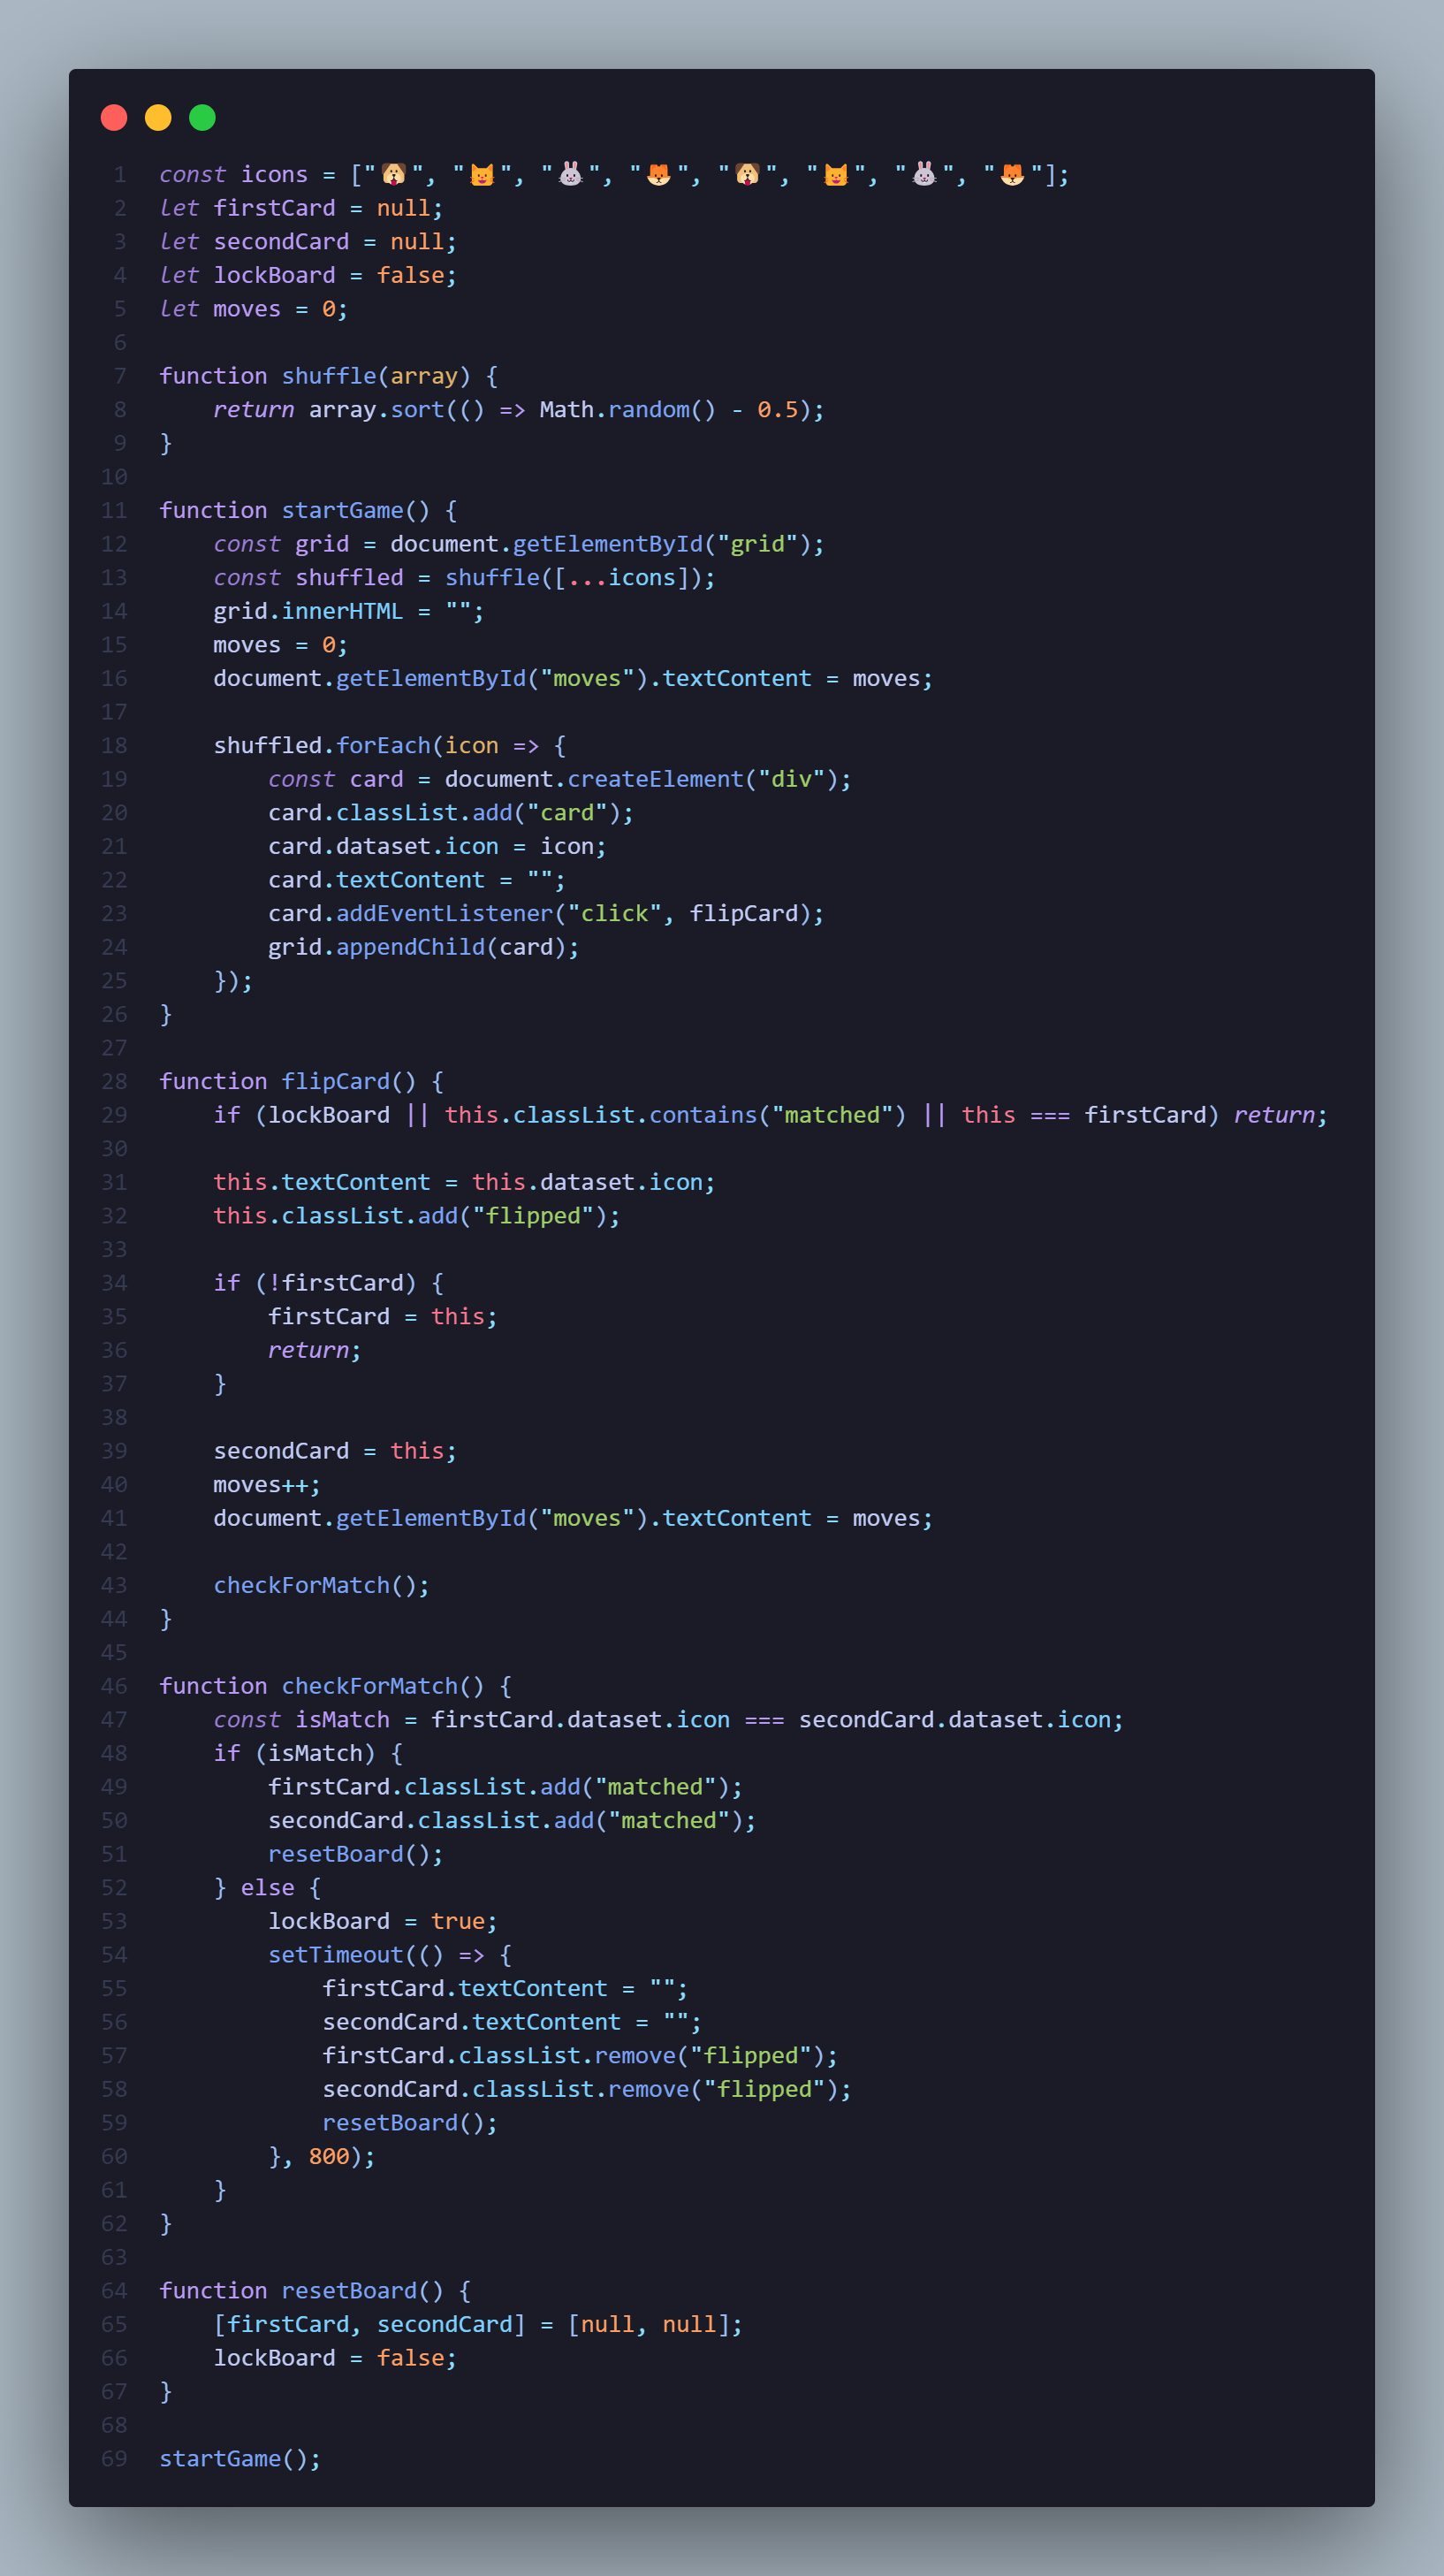 1 const icons = ["🐶", "🐱", "🐰", "🦊", "🐶", "🐱", "🐰", "🦊"];
2 let firstCard = null;
3 let secondCard = null;
4 let lockBoard = false;
5 let moves = 0;
6
7 function shuffle(array) {
8     return array.sort(() => Math.random() - 0.5);
9 }
10
11 function startGame() {
12     const grid = document.getElementById("grid");
13     const shuffled = shuffle([...icons]);
14     grid.innerHTML = "";
15     moves = 0;
16     document.getElementById("moves").textContent = moves;
17
18     shuffled.forEach(icon => {
19         const card = document.createElement("div");
20         card.classList.add("card");
21         card.dataset.icon = icon;
22         card.textContent = "";
23         card.addEventListener("click", flipCard);
24         grid.appendChild(card);
25     });
26 }
27
28 function flipCard() {
29     if (lockBoard || this.classList.contains("matched") || this === firstCard) return;
30
31     this.textContent = this.dataset.icon;
32     this.classList.add("flipped");
33
34     if (!firstCard) {
35         firstCard = this;
36         return;
37     }
38
39     secondCard = this;
40     moves++;
41     document.getElementById("moves").textContent = moves;
42
43     checkForMatch();
44 }
45
46 function checkForMatch() {
47     const isMatch = firstCard.dataset.icon === secondCard.dataset.icon;
48     if (isMatch) {
49         firstCard.classList.add("matched");
50         secondCard.classList.add("matched");
51         resetBoard();
52     } else {
53         lockBoard = true;
54         setTimeout(() => {
55             firstCard.textContent = "";
56             secondCard.textContent = "";
57             firstCard.classList.remove("flipped");
58             secondCard.classList.remove("flipped");
59             resetBoard();
60         }, 800);
61     }
62 }
63
64 function resetBoard() {
65     [firstCard, secondCard] = [null, null];
66     lockBoard = false;
67 }
68
69 startGame();